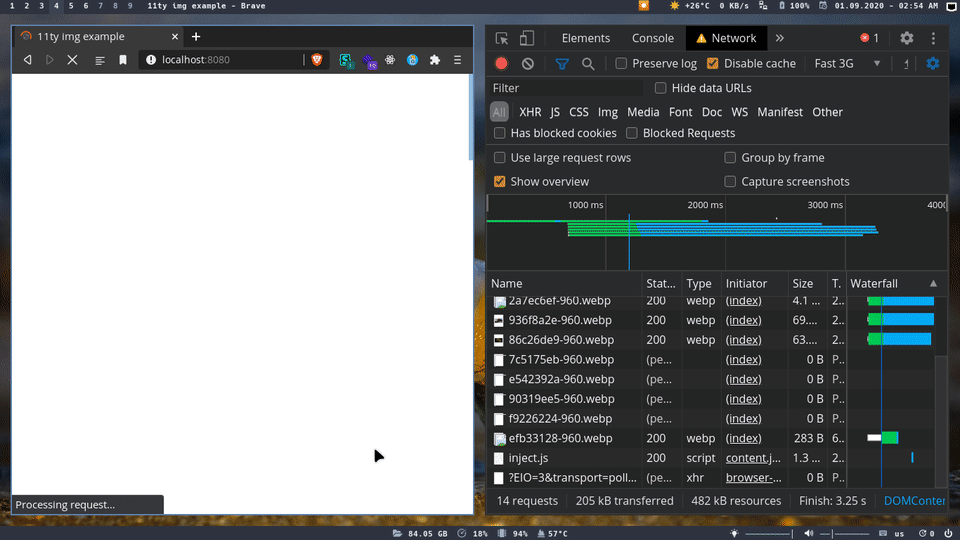 1 2 3 4 5 6 7 8 9 11ty img example - Brave +26°C 0 KB/s 100% 01.09.2020 - 02:54 AM
11ty img example
localhost:8080
Processing request...
Elements Console Network 1
Preserve log Disable cache Fast 3G
Filter Hide data URLs
All XHR JS CSS Img Media Font Doc WS Manifest Other
Has blocked cookies Blocked Requests
Use large request rows Group by frame
Show overview Capture screenshots
1000 ms 2000 ms 3000 ms 4000
Name Stat... Type Initiator Size T. Waterfall
2a7ec6ef-960.webp 200 webp (index) 4.1 ... 2..
936f8a2e-960.webp 200 webp (index) 69.... 2..
86c26de9-960.webp 200 webp (index) 63.... 2..
7c5175eb-960.webp (pe... (index) 0 B P..
e542392a-960.webp (pe... (index) 0 B P..
90319ee5-960.webp (pe... (index) 0 B P..
f9226224-960.webp (pe... (index) 0 B P..
efb33128-960.webp 200 webp (index) 283 B 6..
inject.js 200 script content.j... 1.3 ... 2..
?EIO=3&transport=poll... (pe... xhr browser-... 0 B P..
14 requests 205 kB transferred 482 kB resources Finish: 3.25 s DOMConter
84.05 GB 18% 94% 57°C us 0